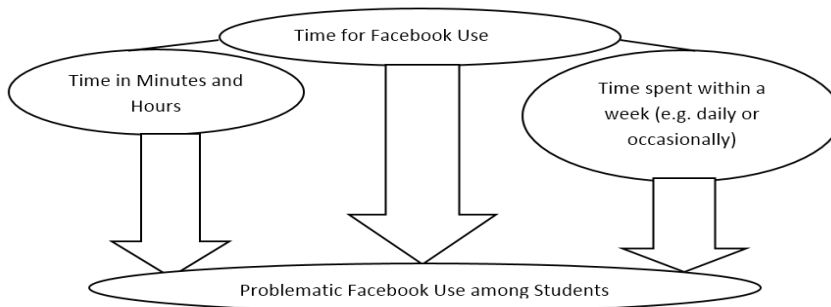 Time for Facebook Use
Time in Minutes and
Hours
Time spent within a
week (e.g. daily or
occasionally)
Problematic Facebook Use among Students